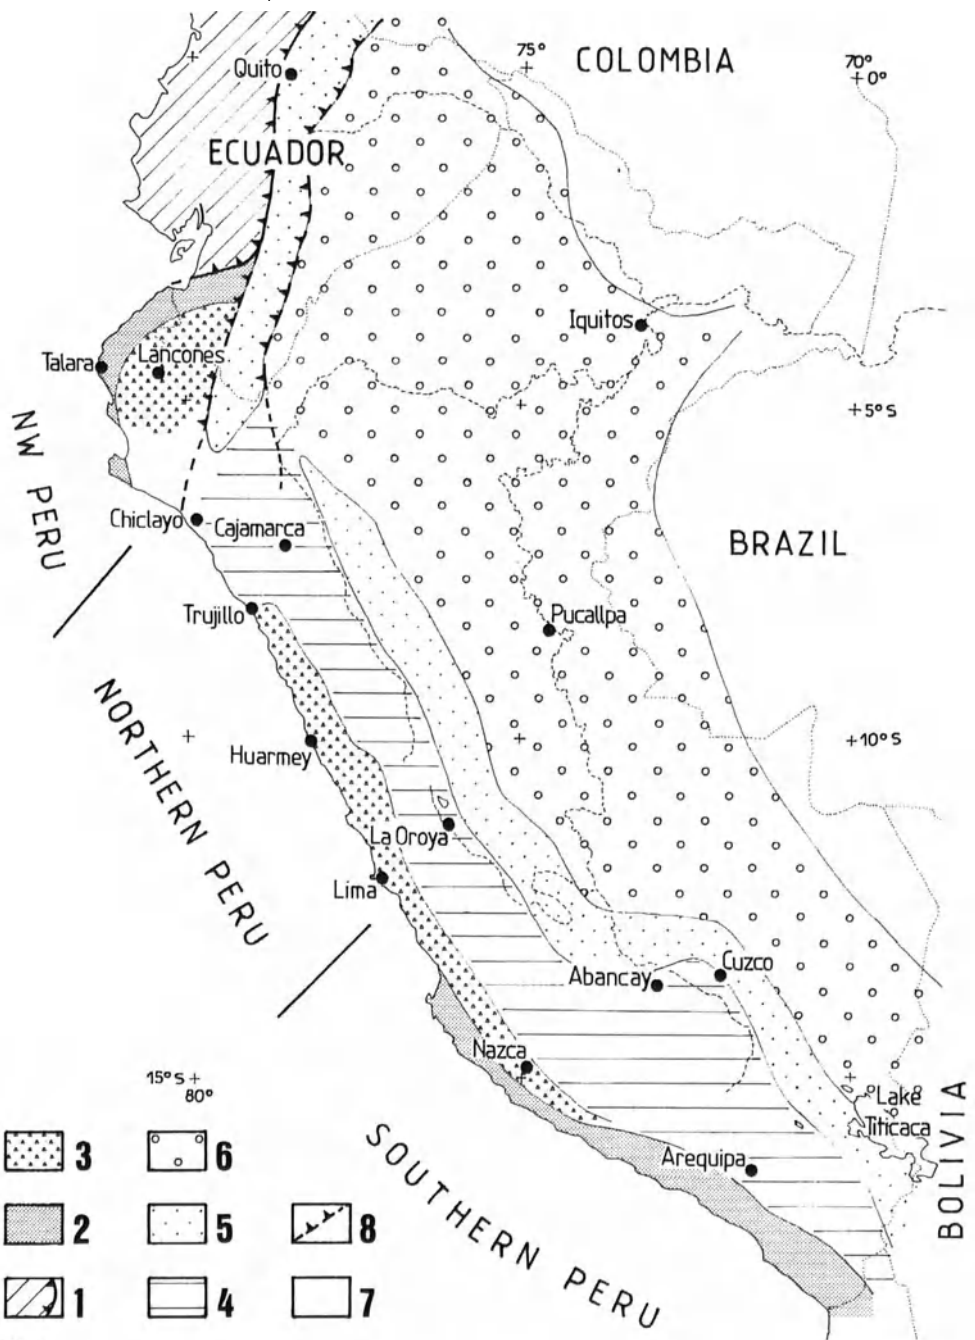 75°
COLOMBIA
70°
+0°
Quito
ECUADOR
Iquitos
Talara
Lancones
+5°S
NW PERU
Chiclayo
Cajamarca
BRAZIL
Trujillo
Pucallpa
NORTHERN PERU
Huarmey
+10°S
La Oroya
Lima
Abancay
Cuzco
Nazca
15°S+
80°
Lake
Titicaca
BOLIVIA
SOUTHERN PERU
Arequipa
3
6
2
5
8
1
4
7